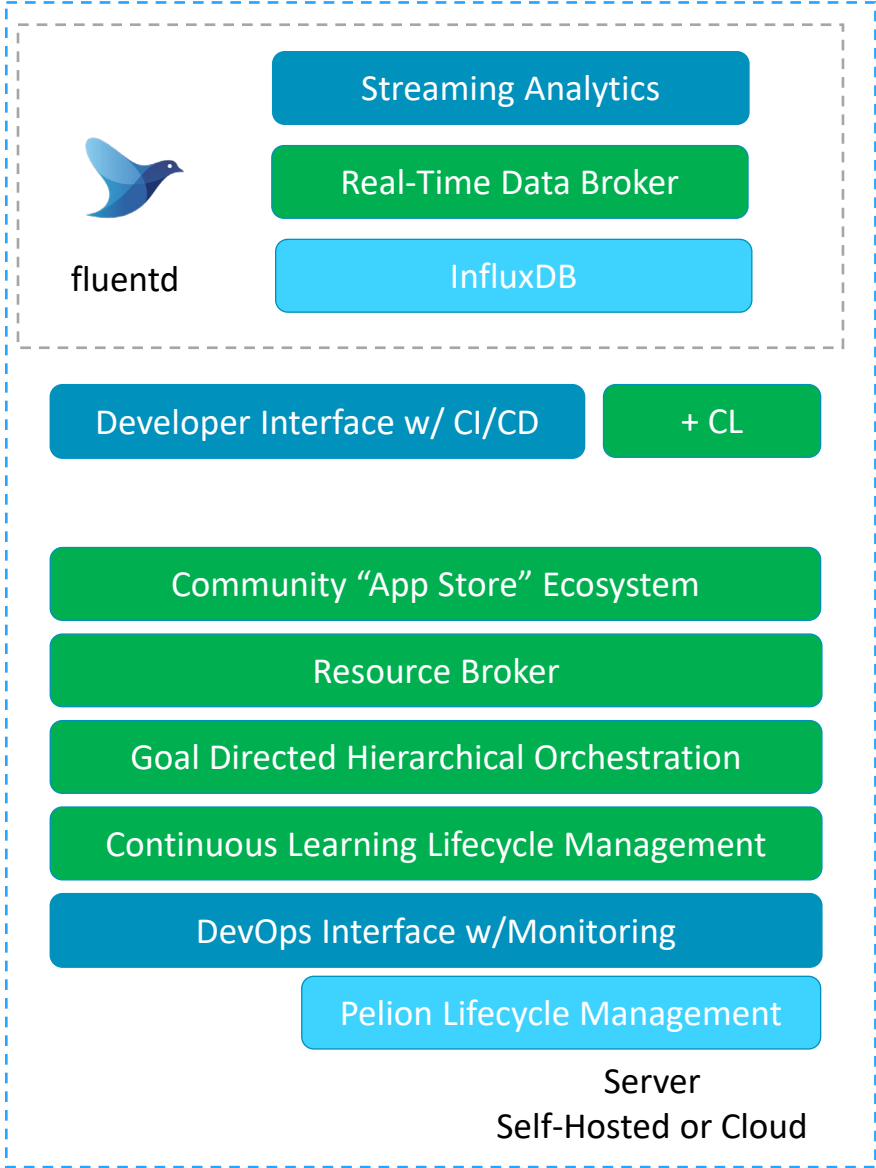 Streaming Analytics
Real-Time Data Broker
fluentd
InfluxDB
Developer Interface w/ CI/CD
+ CL
Community “App Store” Ecosystem
Resource Broker
Goal Directed Hierarchical Orchestration
Continuous Learning Lifecycle Management
DevOps Interface w/Monitoring
Pelion Lifecycle Management
Server
Self-Hosted or Cloud